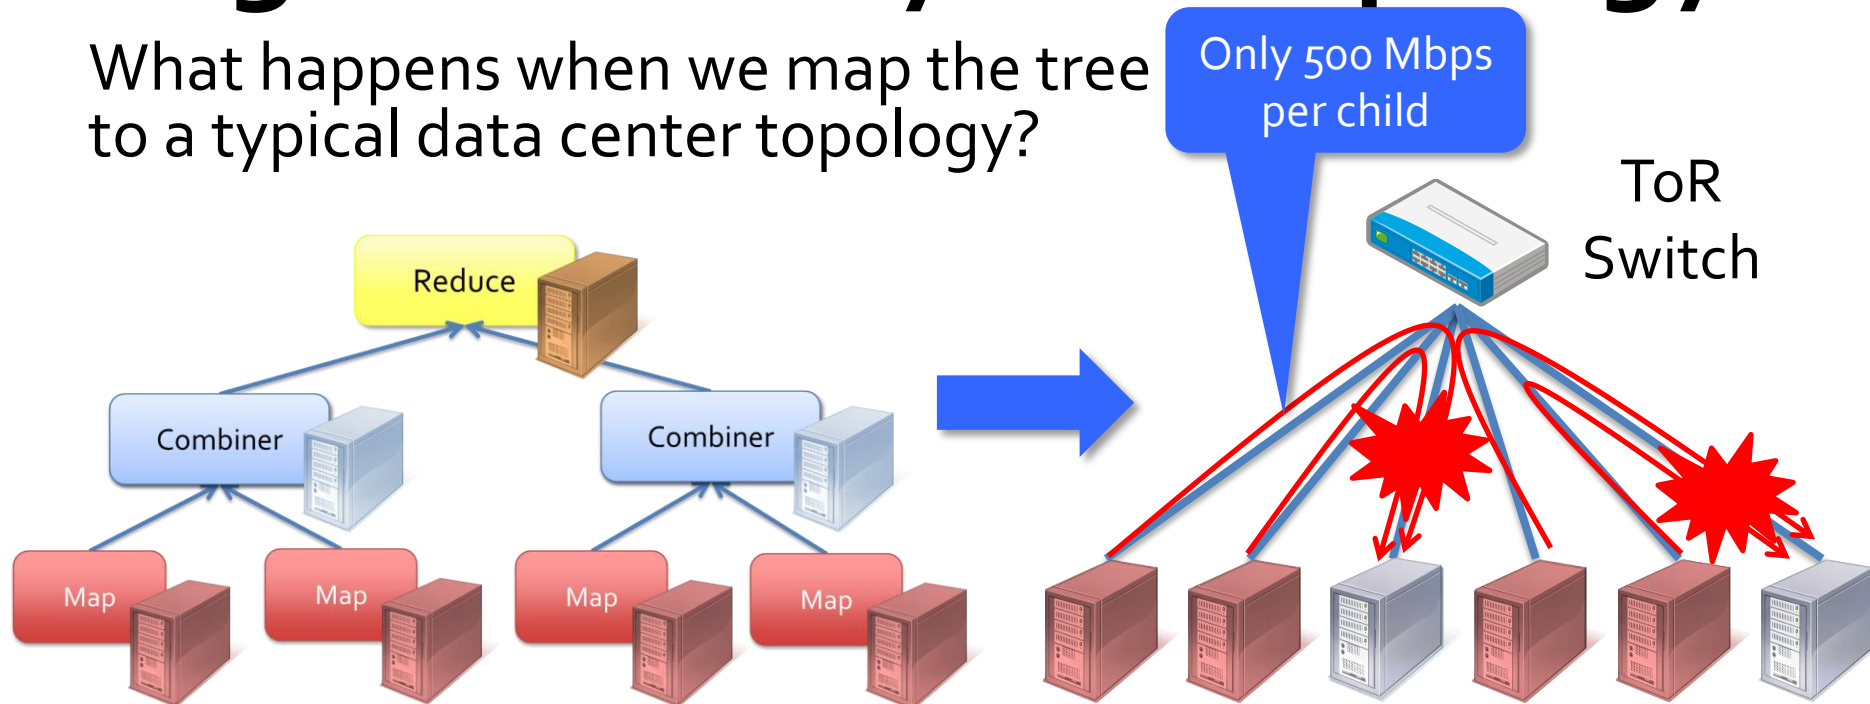 What happens when we map the tree
to a typical data center topology?
Only 500 Mbps
per child
ToR
Switch
Reduce
Combiner
Combiner
Map
Map
Map
Map